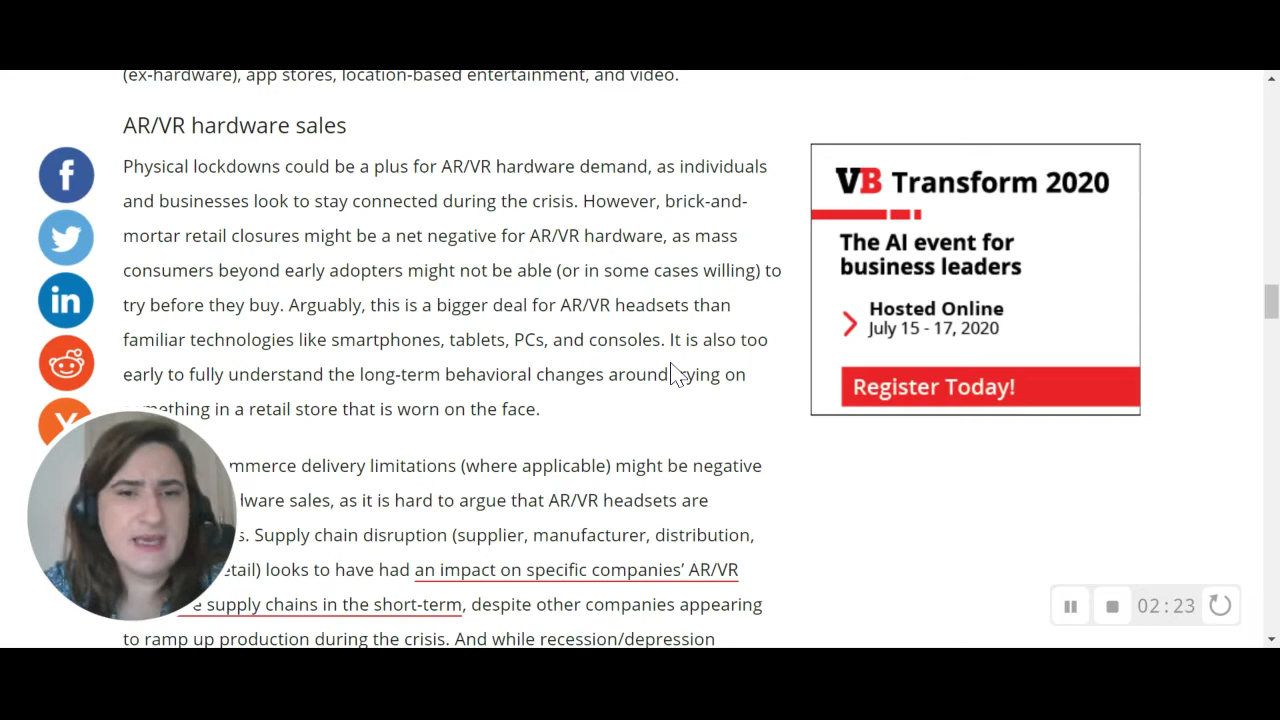 (ex-hardware), app stores, location-based entertainment, and video.
AR/VR hardware sales
Physical lockdowns could be a plus for AR/VR hardware demand, as individuals
and businesses look to stay connected during the crisis. However, brick-and-
mortar retail closures might be a net negative for AR/VR hardware, as mass
consumers beyond early adopters might not be able (or in some cases willing) to
try before they buy. Arguably, this is a bigger deal for AR/VR headsets than
familiar technologies like smartphones, tablets, PCs, and consoles. It is also too
early to fully understand the long-term behavioral changes around on
in a retail store that is worn on the face.
delivery limitations (where applicable) might be negative
sales, as it is hard to argue that AR/VR headsets are
Supply chain disruption (supplier, manufacturer, distribution,
looks to have had an impact on specific companies' AR/VR
supply chains in the short-term, despite other companies appearing
to ramp up production during the crisis. And while recession/depression
f
in
Y
VB Transform 2020
The AI event for
business leaders
Hosted Online
July 15 - 17, 2020
Register Today!
02:23